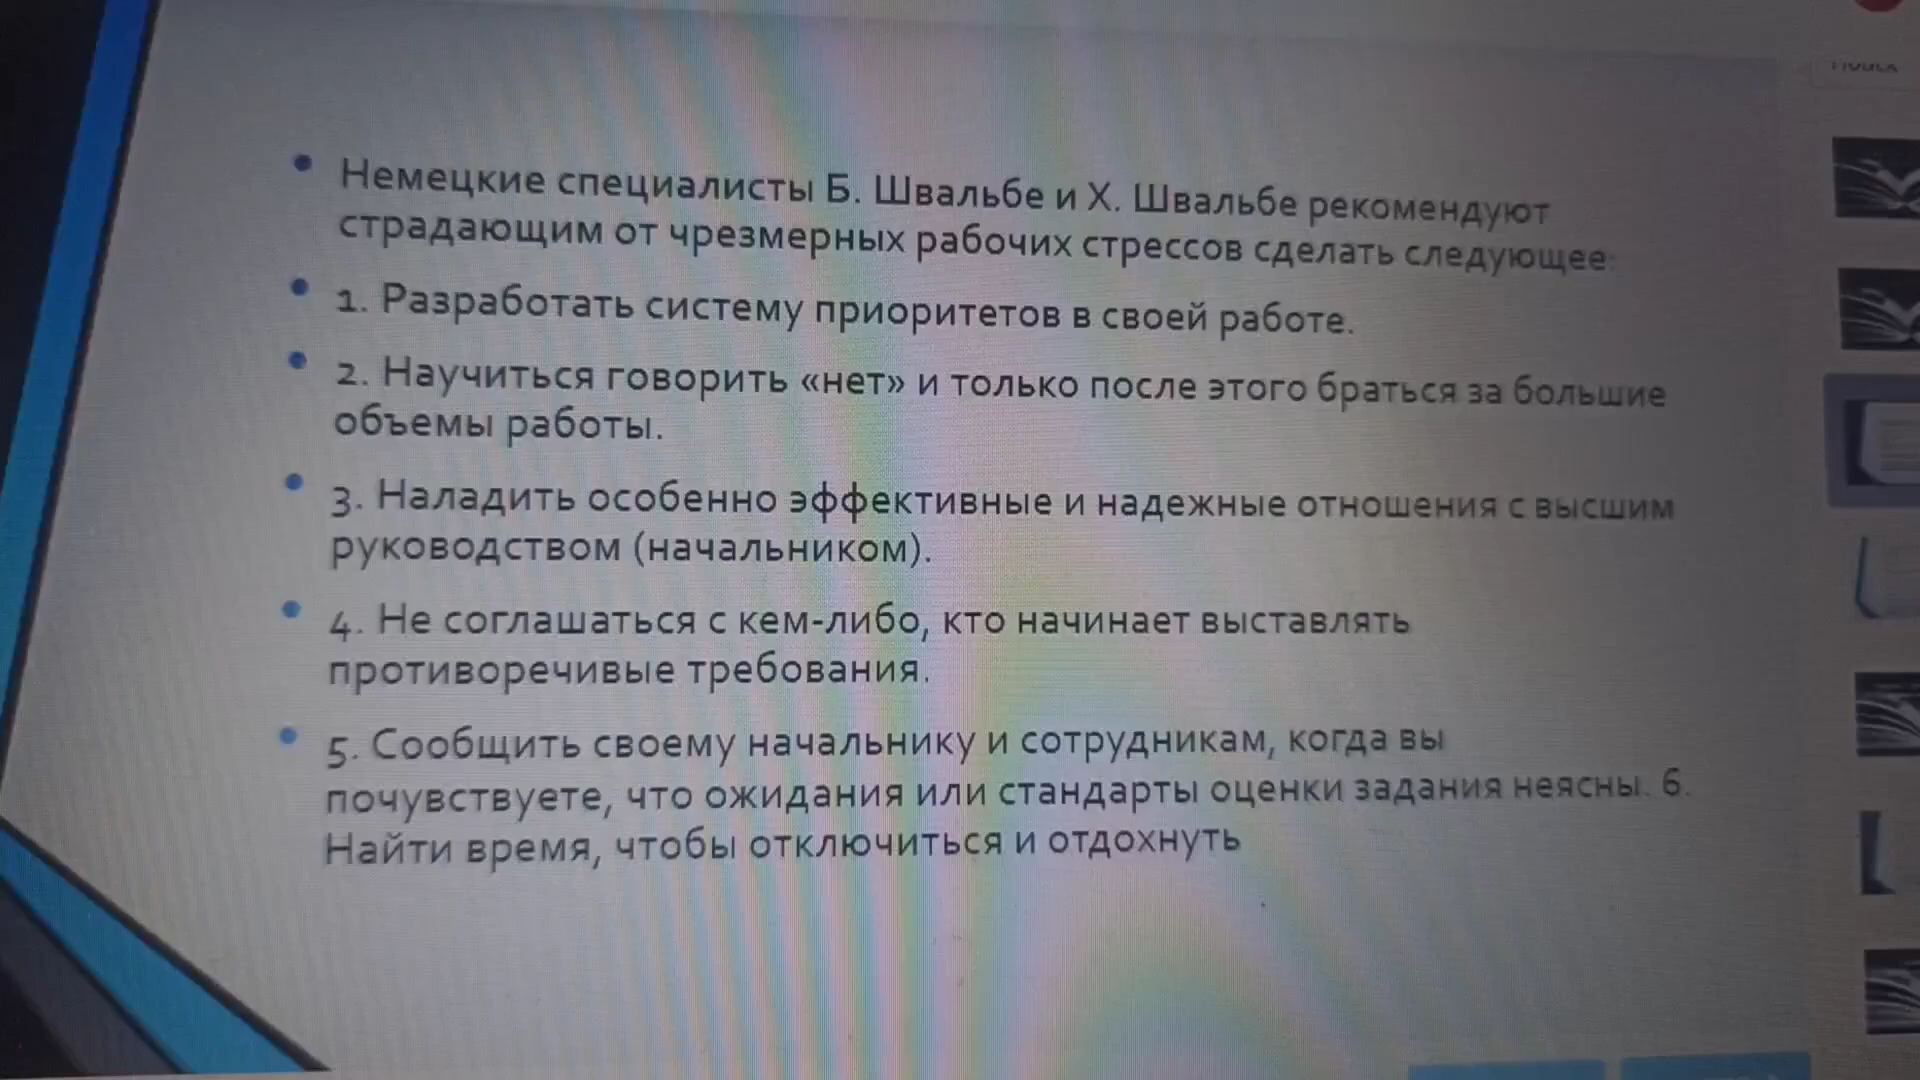 • Немецкие специалисты Б. Швальбе и Х. Швальбе рекомендуют
страдающим от чрезмерных рабочих стрессов сделать следующее:
• 1. Разработать систему приоритетов в своей работе.
• 2. Научиться говорить «нет» и только после этого браться за большие
объемы работы.
• 3. Наладить особенно эффективные и надежные отношения с высшим
руководством (начальником).
• 4. Не соглашаться с кем-либо, кто начинает выставлять
противоречивые требования.
• 5. Сообщить своему начальнику и сотрудникам, когда вы
почувствуете, что ожидания или стандарты оценки задания неясны. 6.
Найти время, чтобы отключиться и отдохнуть